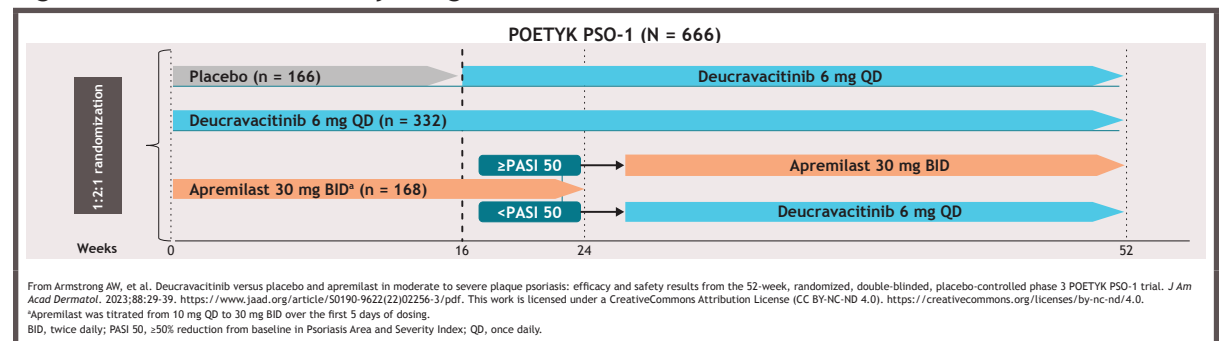 POETYK PSO-1 (N = 666)
1:2:1 randomization
Placebo (n = 166)
Deucravacitinib 6 mg QD
Deucravacitinib 6 mg QD (n = 332)
≥PASI 50
Apremilast 30 mg BID
Apremilast 30 mg BIDᵃ (n = 168)
<PASI 50
Deucravacitinib 6 mg QD
Weeks
0
16
24
52
From Armstrong AW, et al. Deucravacitinib versus placebo and apremilast in moderate to severe plaque psoriasis: efficacy and safety results from the 52-week, randomized, double-blinded, placebo-controlled phase 3 POETYK PSO-1 trial. J Am
Acad Dermatol. 2023;88:29-39. https://www.jaad.org/article/S0190-9622(22)02256-3/pdf. This work is licensed under a CreativeCommons Attribution License (CC BY-NC-ND 4.0). https://creativecommons.org/licenses/by-nc-nd/4.0.
ᵃApremilast was titrated from 10 mg QD to 30 mg BID over the first 5 days of dosing.
BID, twice daily; PASI 50, ≥50% reduction from baseline in Psoriasis Area and Severity Index; QD, once daily.